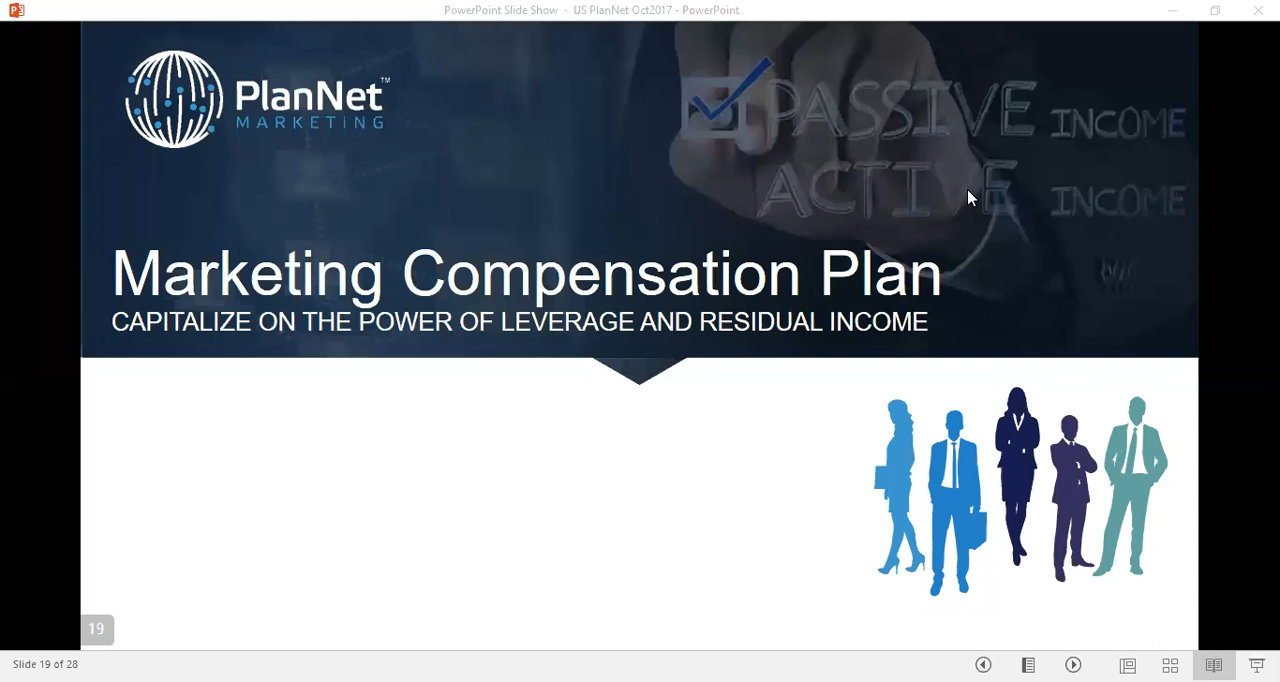 PowerPoint Slide Show - US PlanNet Oct2017 - PowerPoint
PlanNet™
MARKETING
PASSIVE INCOME
ACTIVE INCOME
Marketing Compensation Plan
CAPITALIZE ON THE POWER OF LEVERAGE AND RESIDUAL INCOME
19
Slide 19 of 28